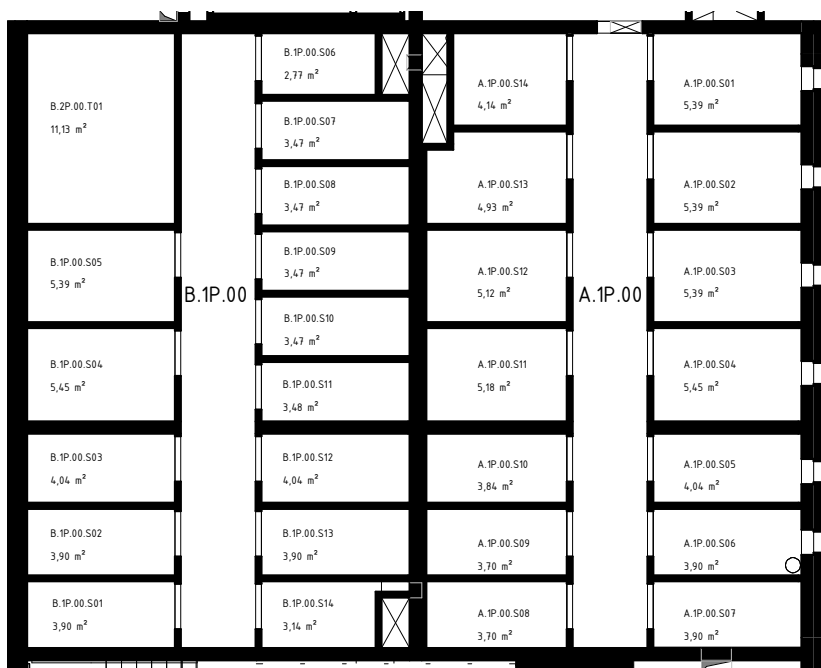 B.2P.00.T01
11,13 m²
B.1P.00.S05
5,39 m²
B.1P.00.S04
5,45 m²
B.1P.00.S03
4,04 m²
B.1P.00.S02
3,90 m²
B.1P.00.S01
3,90 m²
B.1P.00
B.1P.00.S06
2,77 m²
B.1P.00.S07
3,47 m²
B.1P.00.S08
3,47 m²
B.1P.00.S09
3,47 m²
B.1P.00.S10
3,47 m²
B.1P.00.S11
3,48 m²
B.1P.00.S12
4,04 m²
B.1P.00.S13
3,90 m²
B.1P.00.S14
3,14 m²
A.1P.00.S14
4,14 m²
A.1P.00.S13
4,93 m²
A.1P.00.S12
5,12 m²
A.1P.00.S11
5,18 m²
A.1P.00.S10
3,84 m²
A.1P.00.S09
3,70 m²
A.1P.00.S08
3,70 m²
A.1P.00
A.1P.00.S01
5,39 m²
A.1P.00.S02
5,39 m²
A.1P.00.S03
5,39 m²
A.1P.00.S04
5,45 m²
A.1P.00.S05
4,04 m²
A.1P.00.S06
3,90 m²
A.1P.00.S07
3,90 m²